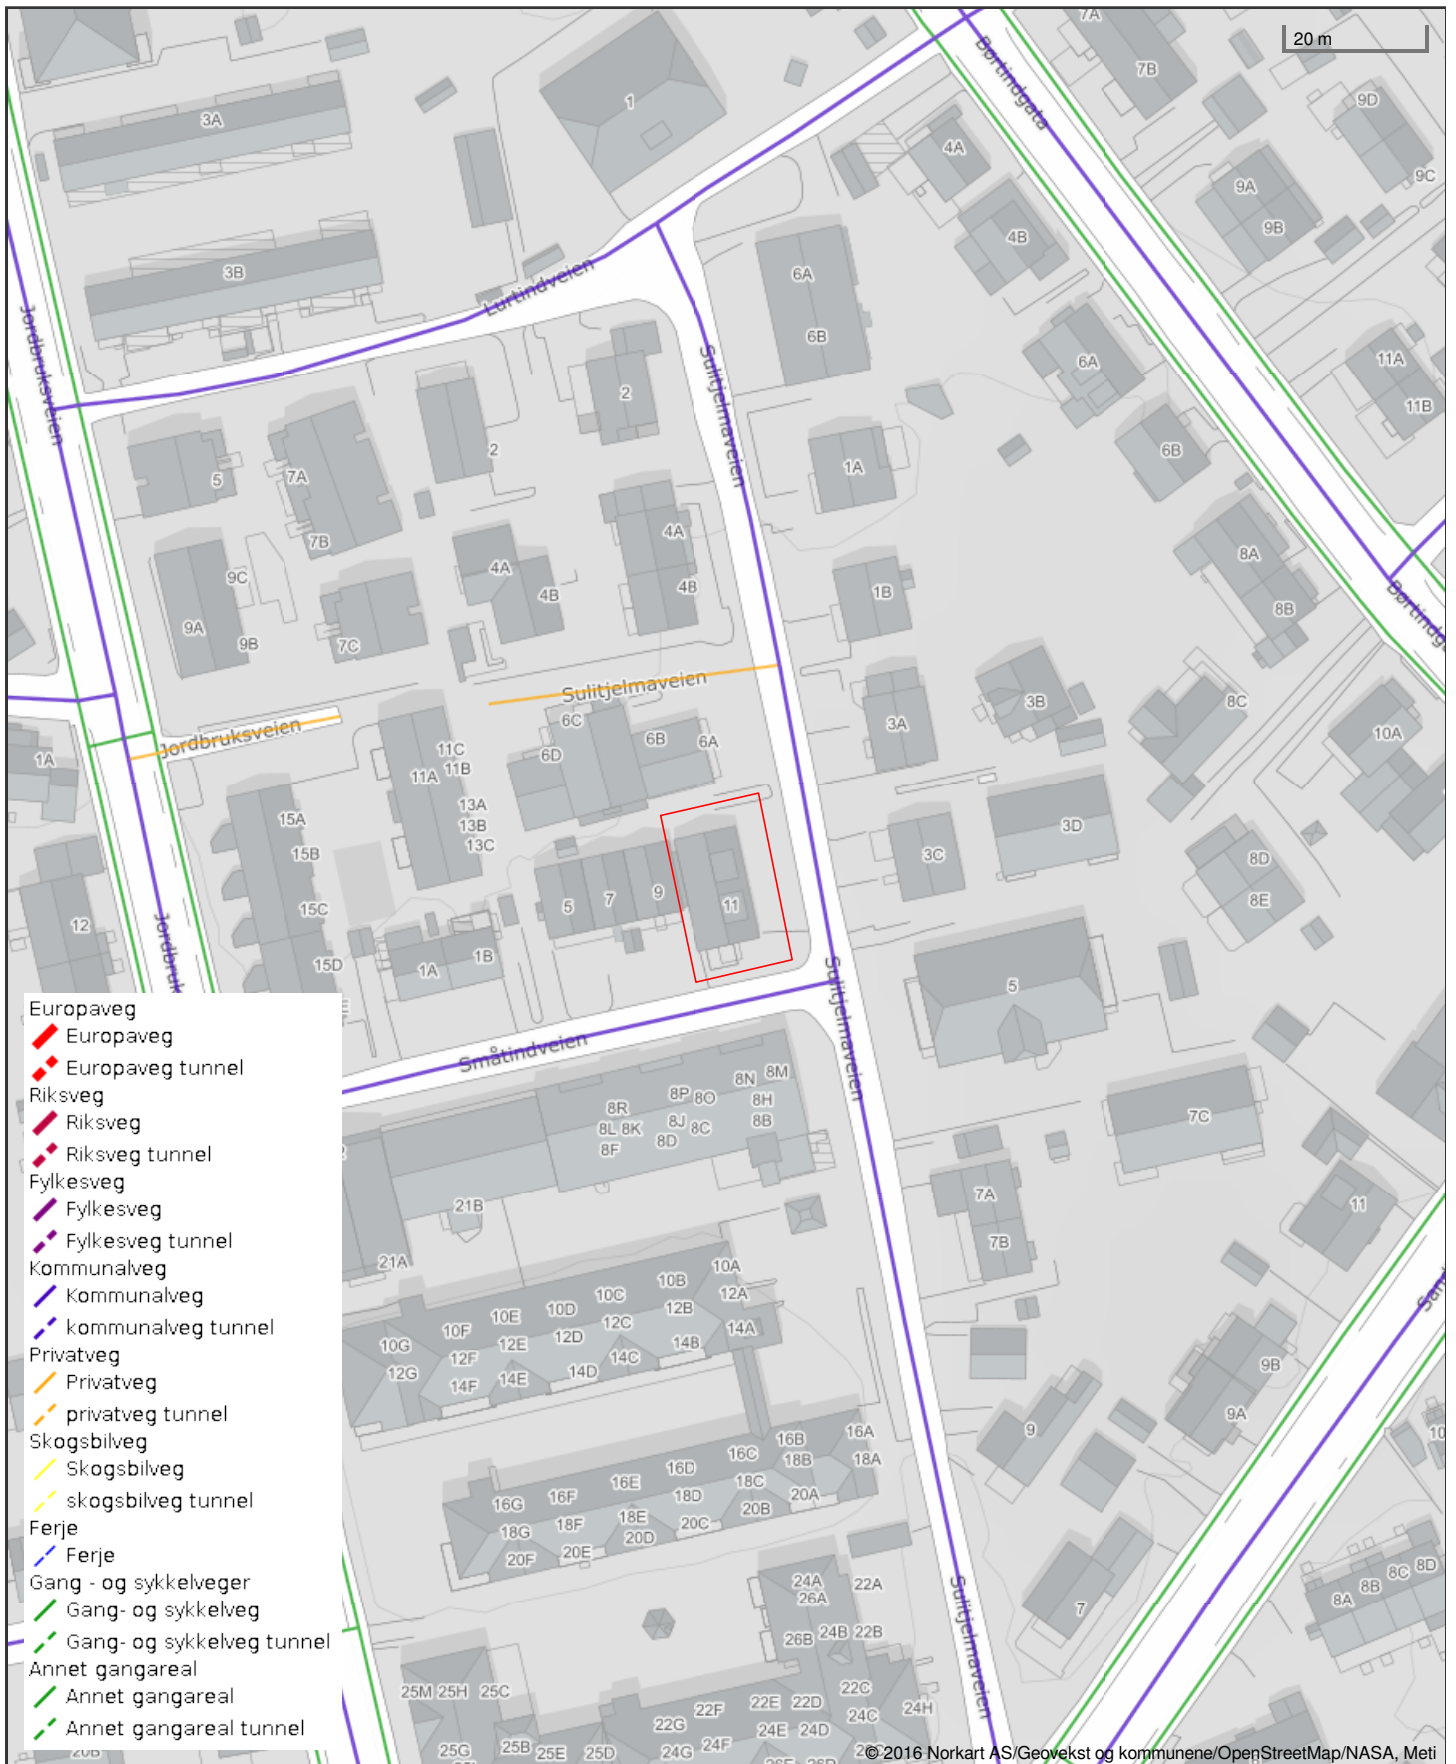 20 m
7A
Børtindgata
7B
1
3A
9D
4A
9C
9A
9B
4B
6A
3B
Lurtindveien
6B
Jordbruksveien
Sulitjelmaveien
6A
11A
2
11B
2
6B
1A
5
7A
4A
7B
8A
Børtindg
4A
9C
4B
4B
1B
8B
9A
9B
7C
Sulitjelmaveien
3B
8C
6C
3A
Jordbruksveien
6B
6A
10A
11C
6D
1A
11B
11A
13A
15A
13B
3D
13C
15B
3C
8D
9
7
5
8E
11
15C
12
1B
15D
1A
Jordbruk
Sulitjelmaveien
5
Småtindveien
8M
8N
8P
8O
8R
8H
8J
8L
8K
8C
8B
8D
8F
7C
7A
21B
11
7B
21A
10A
10B
12A
10C
10D
12B
10E
12C
10F
14A
12D
12E
14B
10G
12F
14C
12G
14D
14E
14F
Sand
9B
9A
9
16A
16B
16C
18A
18B
16D
16E
18C
16F
20A
18D
16G
20B
18E
18F
20C
18G
20D
20E
20F
8D
8C
8B
8A
24A
22A
26A
7
24B
22B
26B
Sulitjelmaveien
25M
25H
25C
22C
22E
22D
22F
24H
22G
24C
24E
24D
24F
25B
25G
25E
25D
24G
26E
20B
Europaveg
Europaveg
Europaveg tunnel
Riksveg
Riksveg
Riksveg tunnel
Fylkesveg
Fylkesveg
Fylkesveg tunnel
Kommunalveg
Kommunalveg
kommunalveg tunnel
Privatveg
Privatveg
privatveg tunnel
Skogsbilveg
Skogsbilveg
skogsbilveg tunnel
Ferje
Ferje
Gang - og sykkelveger
Gang- og sykkelveg
Gang- og sykkelveg tunnel
Annet gangareal
Annet gangareal
Annet gangareal tunnel
© 2016 Norkart AS/Geovekst og kommunene/OpenStreetMap/NASA, Meti